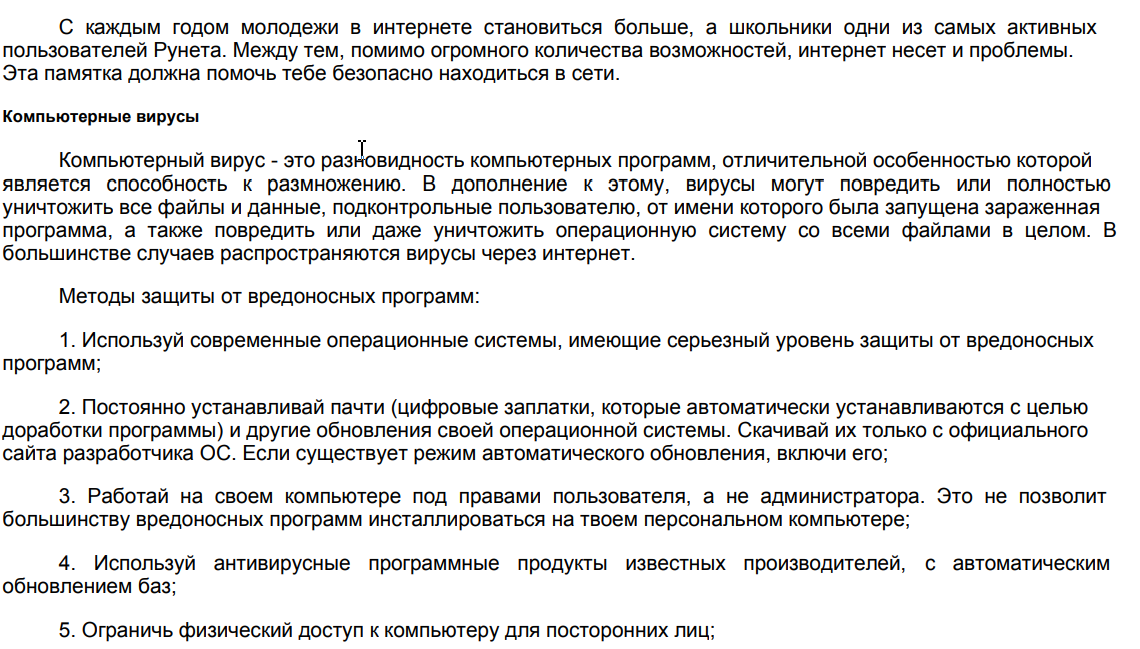 С каждым годом молодежи в интернете становиться больше, а школьники одни из самых активных
пользователей Рунета. Между тем, помимо огромного количества возможностей, интернет несет и проблемы.
Эта памятка должна помочь тебе безопасно находиться в сети.
Компьютерные вирусы
Компьютерный вирус - это разновидность компьютерных программ, отличительной особенностью которой
является способность к размножению. В дополнение к этому, вирусы могут повредить или полностью
уничтожить все файлы и данные, подконтрольные пользователю, от имени которого была запущена зараженная
программа, а также повредить или даже уничтожить операционную систему со всеми файлами в целом. В
большинстве случаев распространяются вирусы через интернет.
Методы защиты от вредоносных программ:
1. Используй современные операционные системы, имеющие серьезный уровень защиты от вредоносных
программ;
2. Постоянно устанавливай пачти (цифровые заплатки, которые автоматически устанавливаются с целью
доработки программы) и другие обновления своей операционной системы. Скачивай их только с официального
сайта разработчика ОС. Если существует режим автоматического обновления, включи его;
3. Работай на своем компьютере под правами пользователя, а не администратора. Это не позволит
большинству вредоносных программ инсталлироваться на твоем персональном компьютере;
4. Используй антивирусные программные продукты известных производителей, с автоматическим
обновлением баз;
5. Ограничь физический доступ к компьютеру для посторонних лиц;